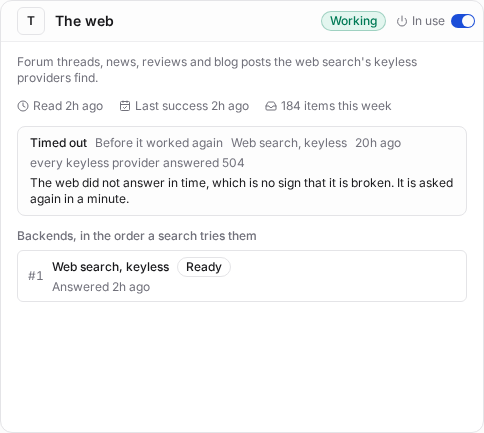 T The web Working In use
Forum threads, news, reviews and blog posts the web search's keyless
providers find.
Read 2h ago Last success 2h ago 184 items this week
Timed out Before it worked again Web search, keyless 20h ago
every keyless provider answered 504
The web did not answer in time, which is no sign that it is broken. It is asked
again in a minute.
Backends, in the order a search tries them
#1 Web search, keyless Ready
Answered 2h ago